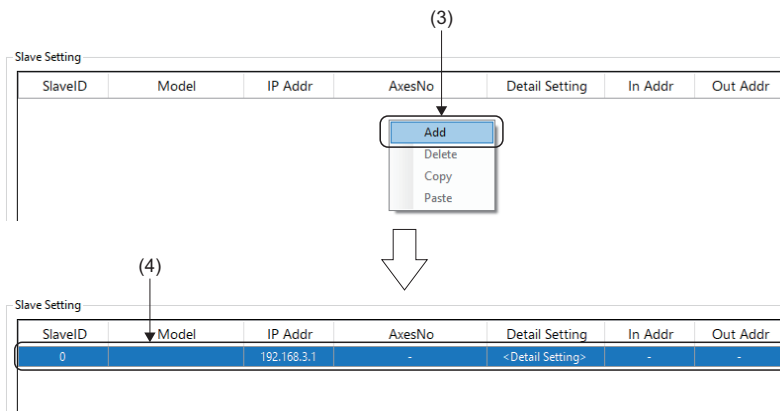 (3)
Slave Setting
SlaveID Model IP Addr AxesNo Detail Setting In Addr Out Addr
Add
Delete
Copy
Paste
(4)
Slave Setting
SlaveID Model IP Addr AxesNo Detail Setting In Addr Out Addr
0 192.168.3.1 - <Detail Setting> - -